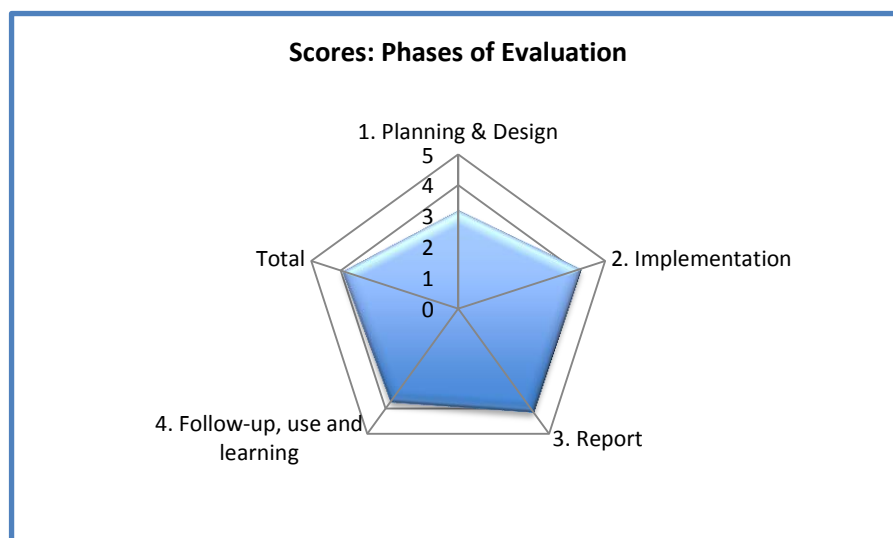 Scores: Phases of Evaluation
1. Planning & Design
5
4
3
2
1
0
Total
2. Implementation
4. Follow-up, use and
learning
3. Report